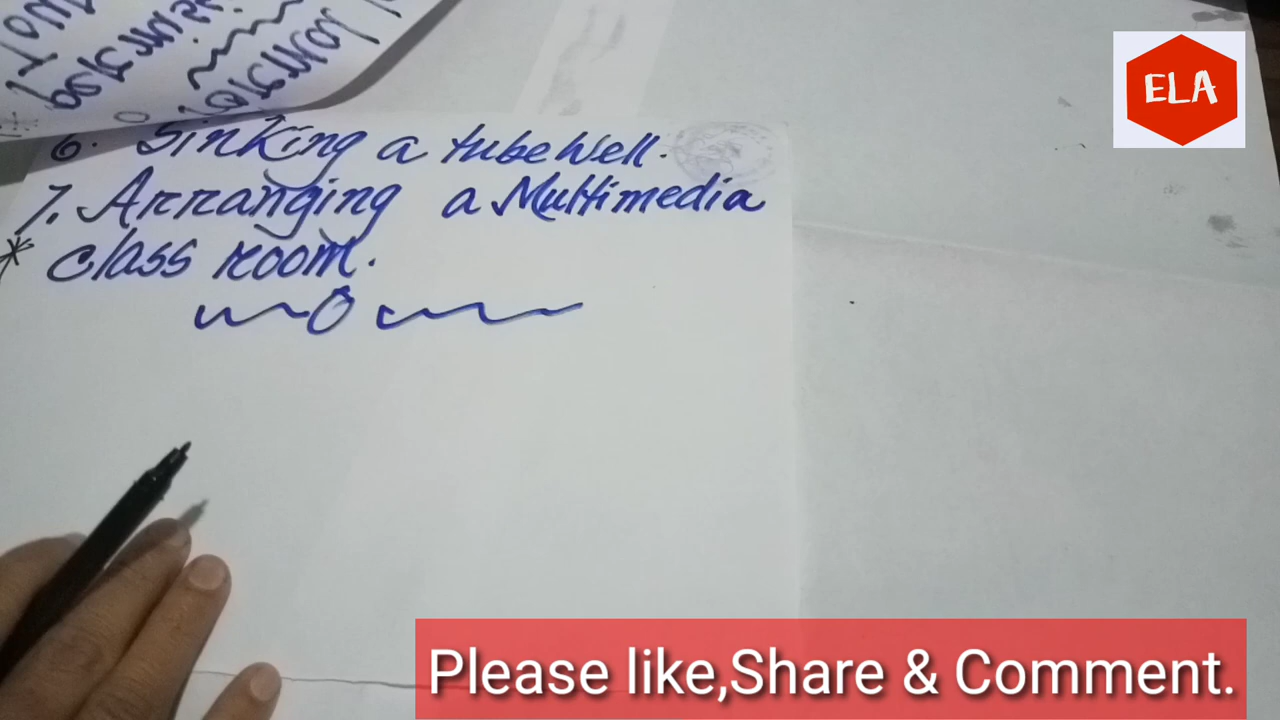 6. Sinking a tubewell.
7. Arranging a Multimedia
* class room.
ELA
Please like,Share & Comment.